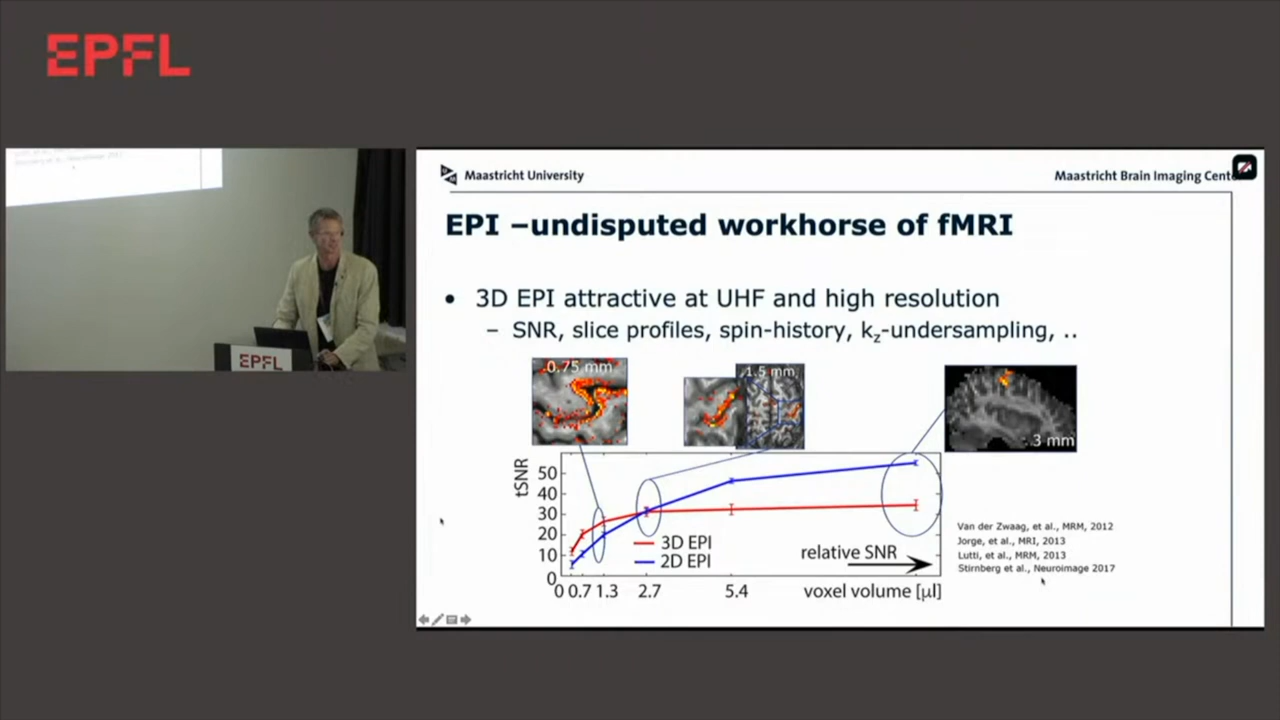 EPFL
Maastricht University
Maastricht Brain Imaging Cent
EPI –undisputed workhorse of fMRI
• 3D EPI attractive at UHF and high resolution
– SNR, slice profiles, spin-history, kz-undersampling, ..
0.75 mm
1.5 mm
3 mm
tSNR
50
40
30
20
10
0
3D EPI
2D EPI
relative SNR
0 0.7 1.3 2.7 5.4 voxel volume [µl]
Van der Zwaag, et al., MRM, 2012
Jorge, et al., MRI, 2013
Lutti, et al., MRM, 2013
Stirnberg et al., Neuroimage 2017
EPFL